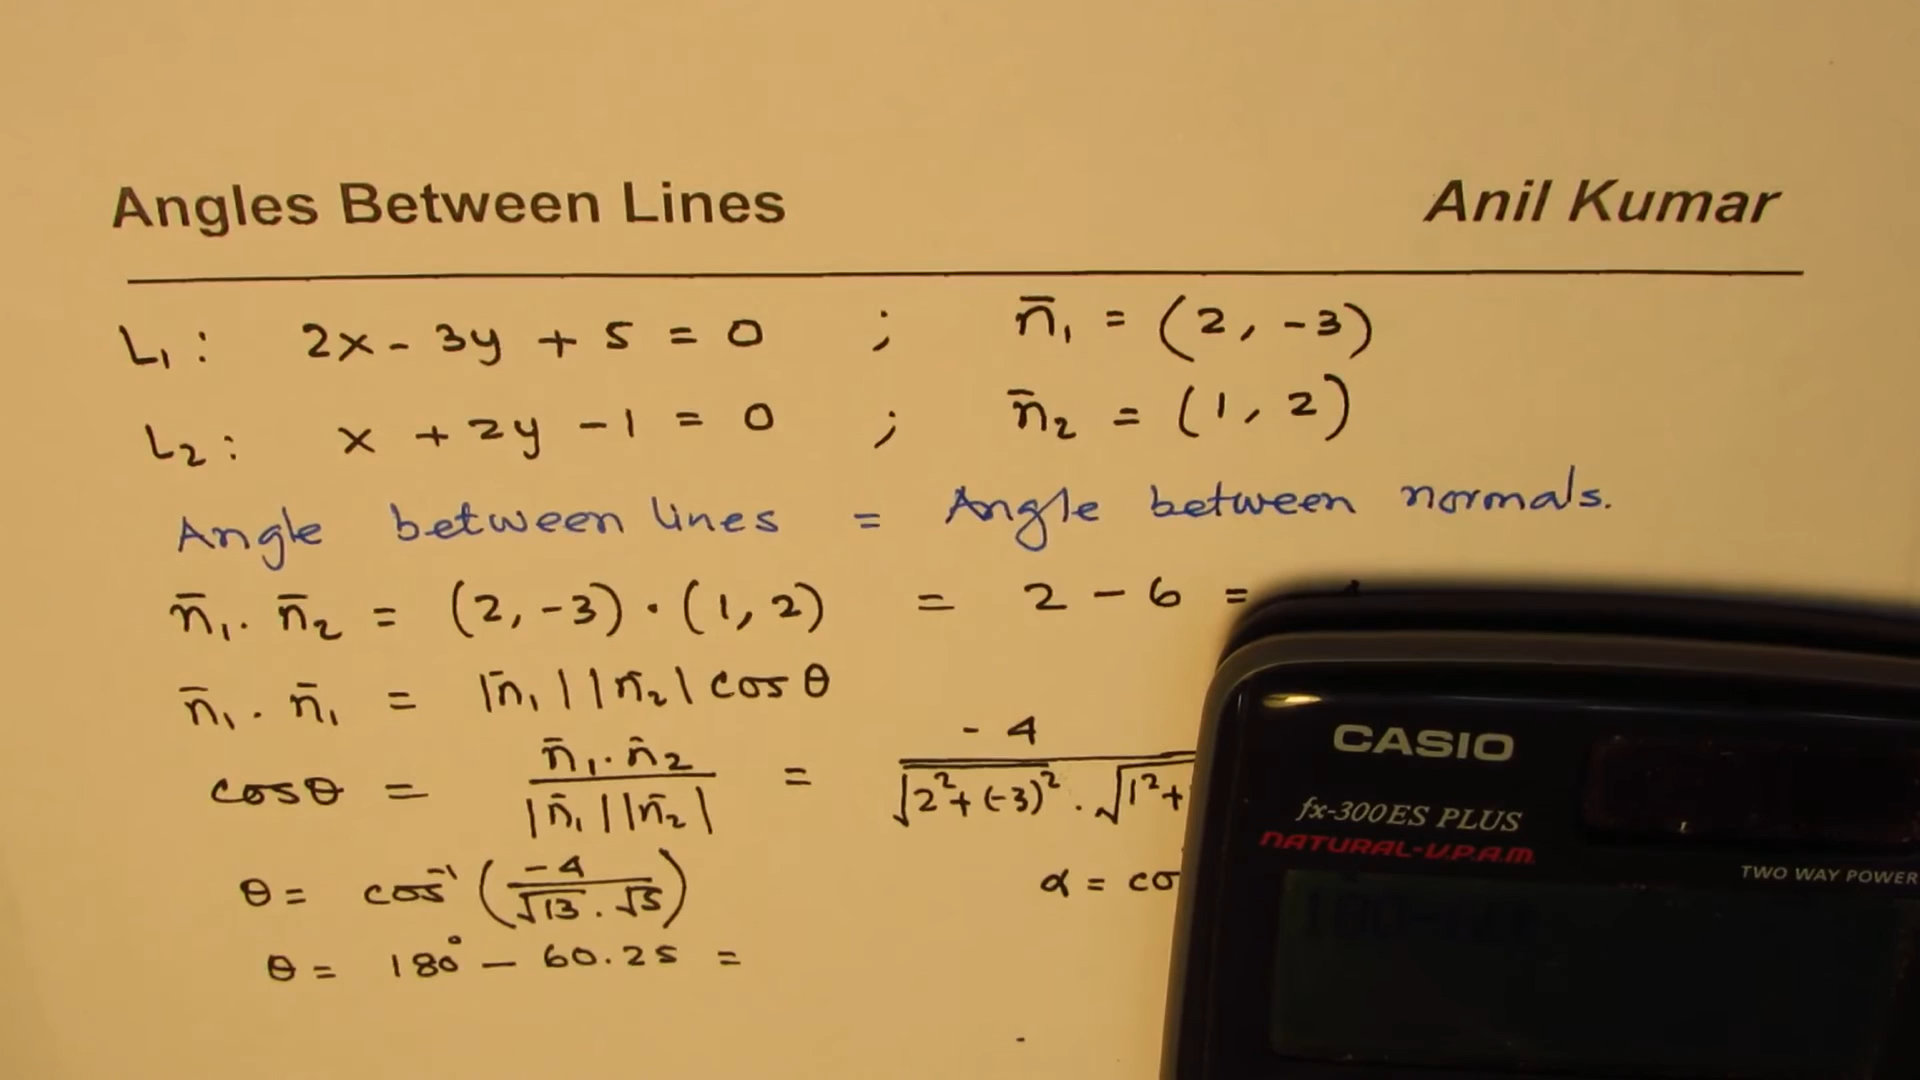 Angles Between Lines Anil Kumar
L₁ : 2x - 3y + 5 = 0 ; n̄₁ = (2, -3)
L₂ : x + 2y - 1 = 0 ; n̄₂ = (1, 2)
Angle between lines = Angle between normals.
n̄₁ · n̄₂ = (2, -3) · (1, 2) = 2 - 6 =
n̄₁ · n̄₁ = |n̄₁| |n̄₂| cos θ
cosθ = n̄₁ · n̄₂ / |n̄₁| |n̄₂| = -4 / √2² + (-3)² · √1² +
θ = cos⁻¹ (-4 / √13 · √5) α = co
θ = 180° - 60.25 =
CASIO
fx-300ES PLUS
NATURAL-V.P.A.M.
TWO WAY POWER